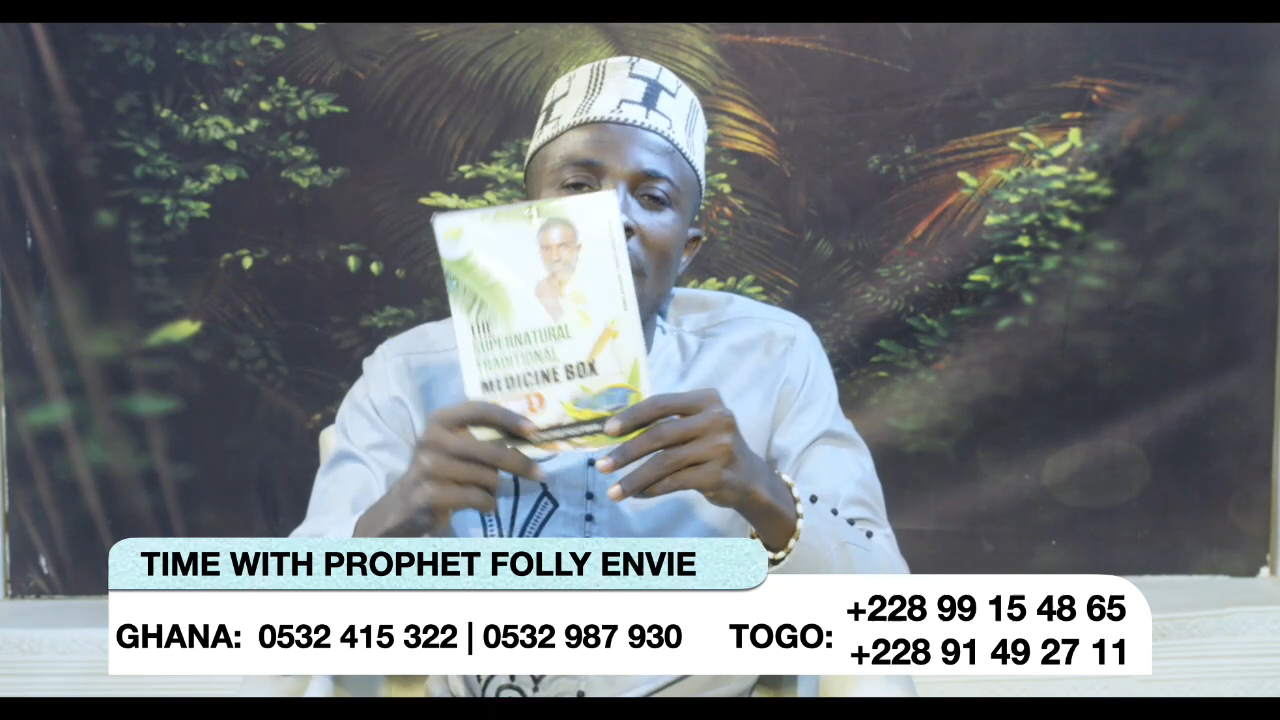 THE
SUPERNATURAL
TRADITIONAL
MEDICINE BOX
TIME WITH PROPHET FOLLY ENVIE
GHANA: 0532 415 322 | 0532 987 930
TOGO: +228 99 15 48 65
+228 91 49 27 11